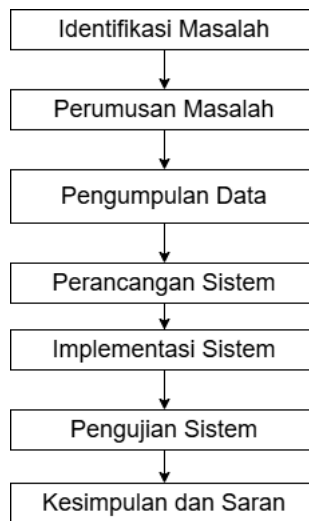 Identifikasi Masalah
Perumusan Masalah
Pengumpulan Data
Perancangan Sistem
Implementasi Sistem
Pengujian Sistem
Kesimpulan dan Saran